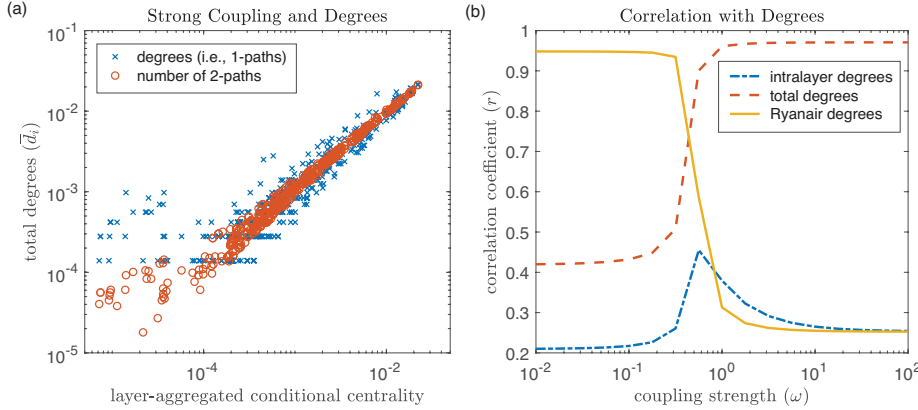 (a)
Strong Coupling and Degrees
10^{-1}
10^{-2}
10^{-3}
10^{-4}
10^{-5}
total degrees (\bar{d}_i)
× degrees (i.e., 1-paths)
○ number of 2-paths
10^{-4}
10^{-2}
layer-aggregated conditional centrality
(b)
Correlation with Degrees
1
0.9
0.8
0.7
0.6
0.5
0.4
0.3
0.2
correlation coefficient (r)
intralayer degrees
total degrees
Ryanair degrees
10^{-2}
10^{-1}
10^{0}
10^{1}
10^{2}
coupling strength (ω)